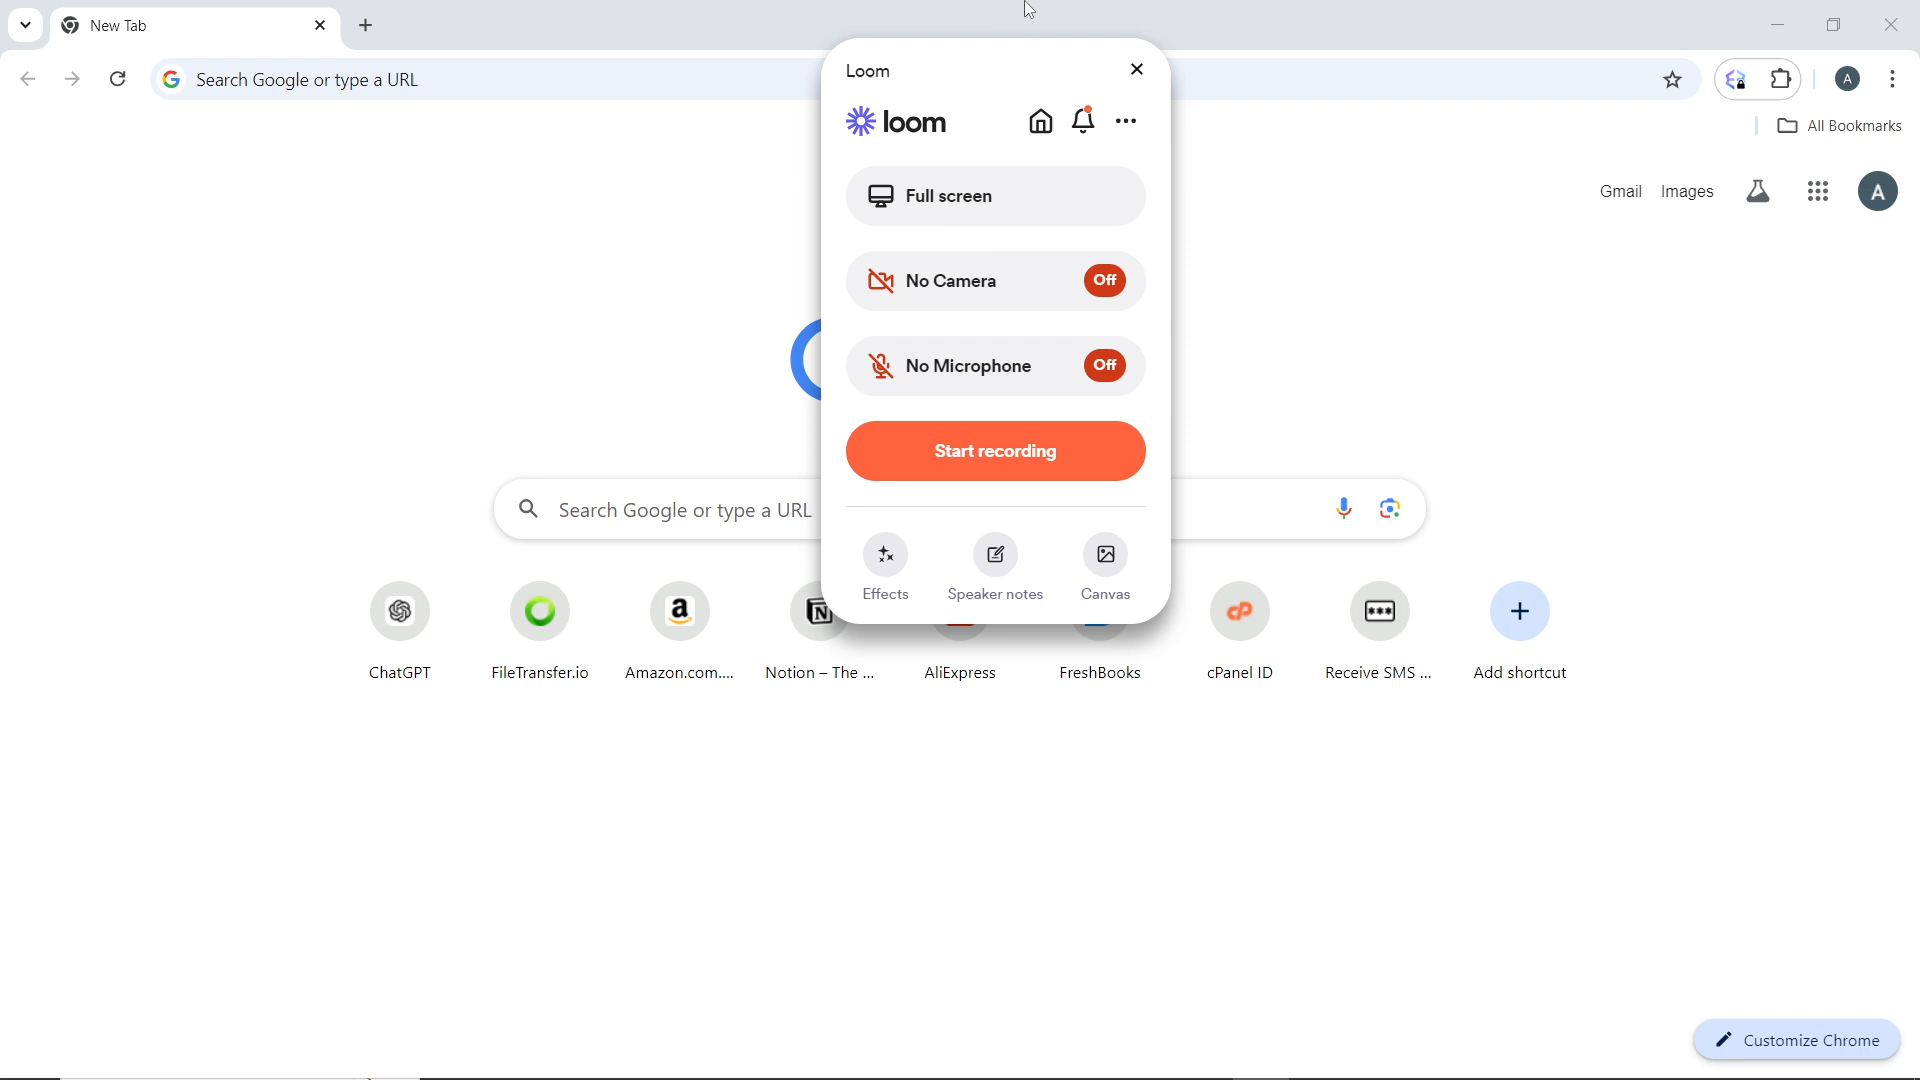 New Tab
Search Google or type a URL
A
All Bookmarks
Gmail
Images
A
Loom
loom
Full screen
No Camera
Off
No Microphone
Off
Start recording
Effects
Speaker notes
Canvas
Search Google or type a URL
ChatGPT
FileTransfer.io
Amazon.com....
Notion – The ...
AliExpress
FreshBooks
cPanel ID
Receive SMS ...
Add shortcut
Customize Chrome